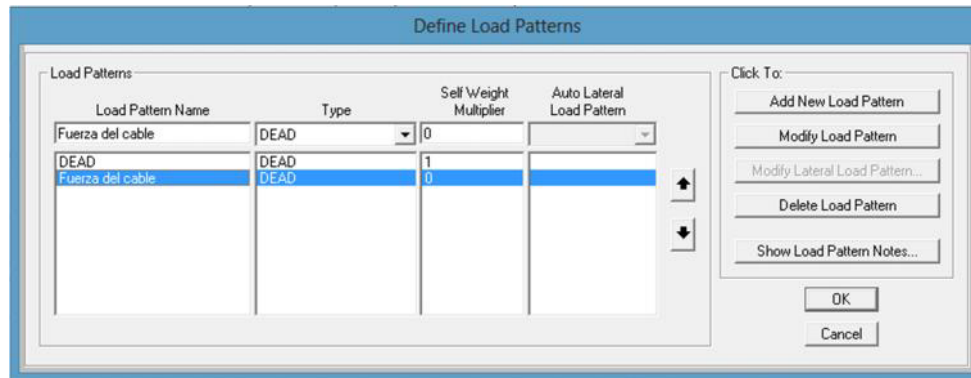 Define Load Patterns
Load Patterns
Click To:
Load Pattern Name
Type
Self Weight Multiplier
Auto Lateral Load Pattern
Fuerza del cable
DEAD
0
DEAD DEAD 1
Fuerza del cable DEAD 0
Add New Load Pattern
Modify Load Pattern
Modify Lateral Load Pattern...
Delete Load Pattern
Show Load Pattern Notes...
OK
Cancel